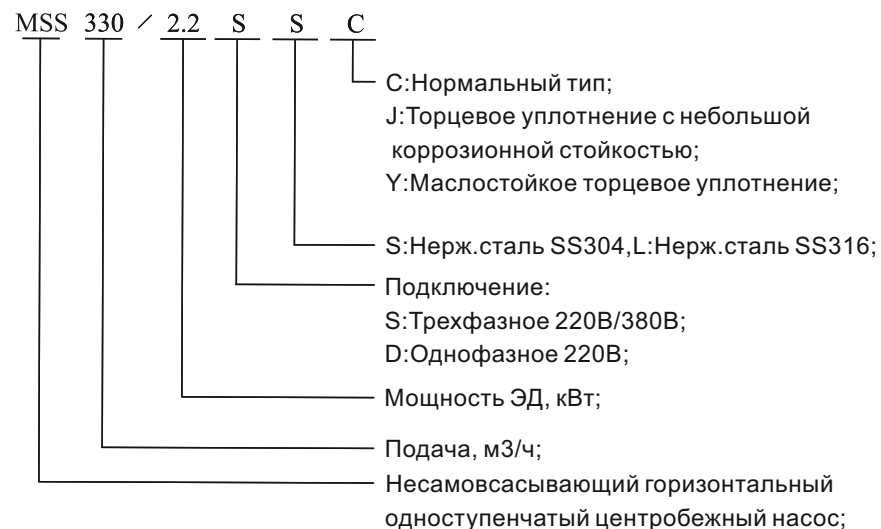 MSS 330 / 2.2 S S C
C:Нормальный тип;
J:Торцевое уплотнение с небольшой
коррозионной стойкостью;
Y:Маслостойкое торцевое уплотнение;
S:Нерж.сталь SS304,L:Нерж.сталь SS316;
Подключение:
S:Трехфазное 220В/380В;
D:Однофазное 220В;
Мощность ЭД, кВт;
Подача, м3/ч;
Несамовсасывающий горизонтальный
одноступенчатый центробежный насос;